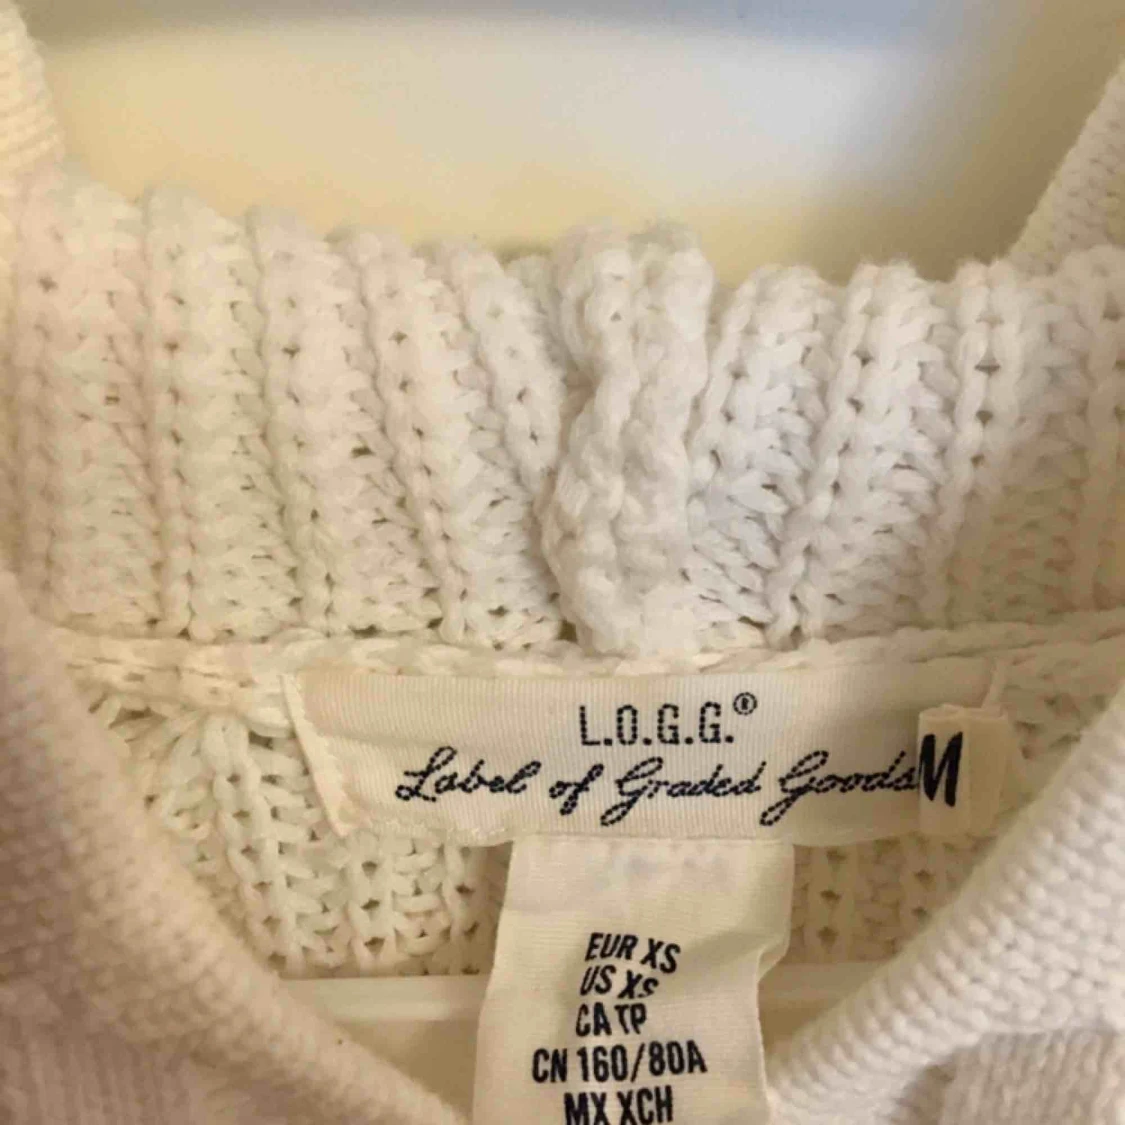 L.O.G.G.®
Label of Graded Goods
M
EUR XS
US XS
CA TP
CN 160/80A
MX XCH